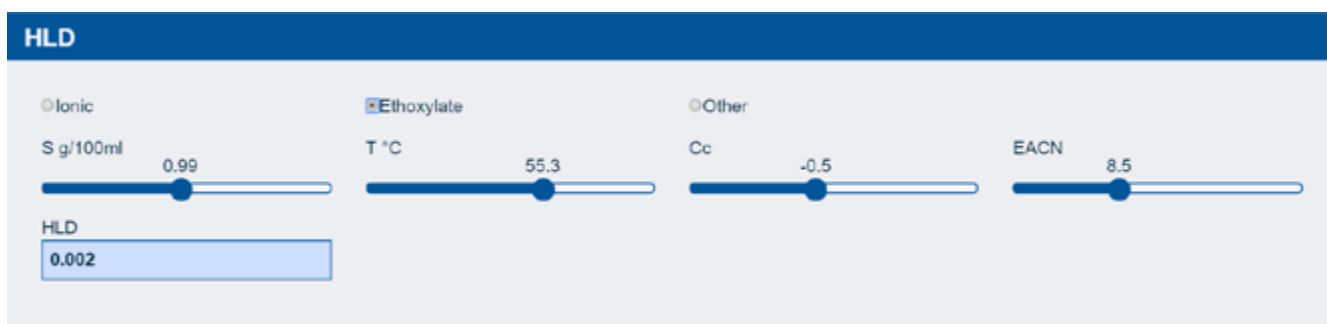 HLD
Ionic Ethoxylate Other
S g/100ml T °C Cc EACN
0.99 55.3 -0.5 8.5
HLD
0.002